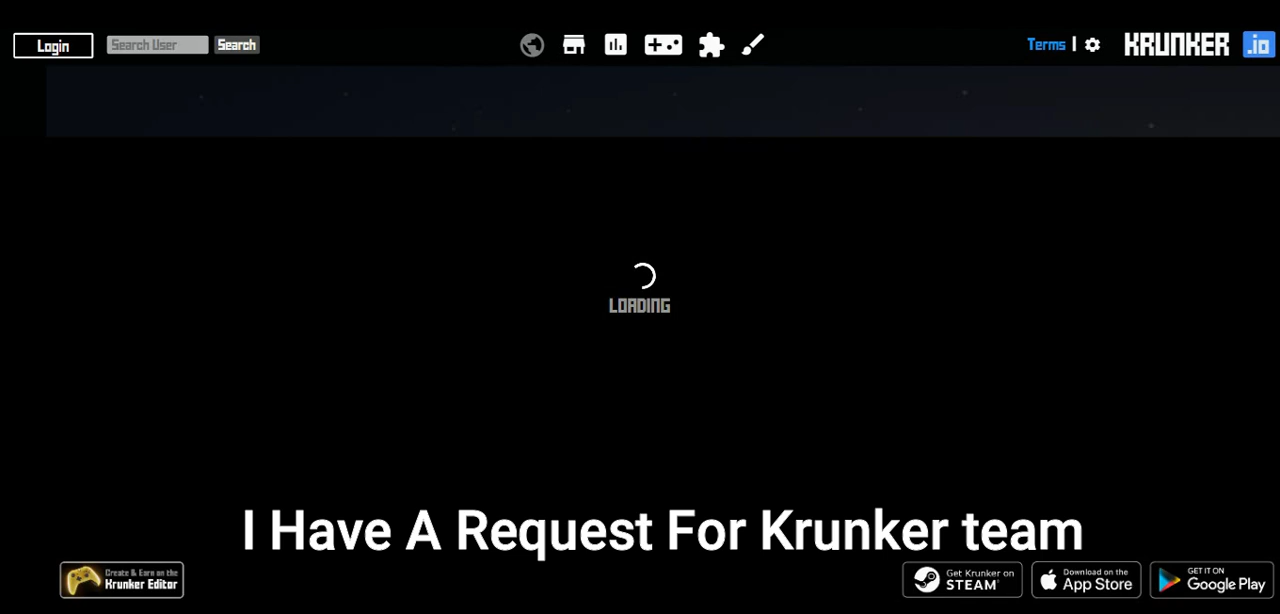 Login
Search User
Search
Terms |
KRUNKER .io
LOADING
I Have A Request For Krunker team
Create & Earn on the
Krunker Editor
Get Krunker on
STEAM
Download on the
App Store
GET IT ON
Google Play